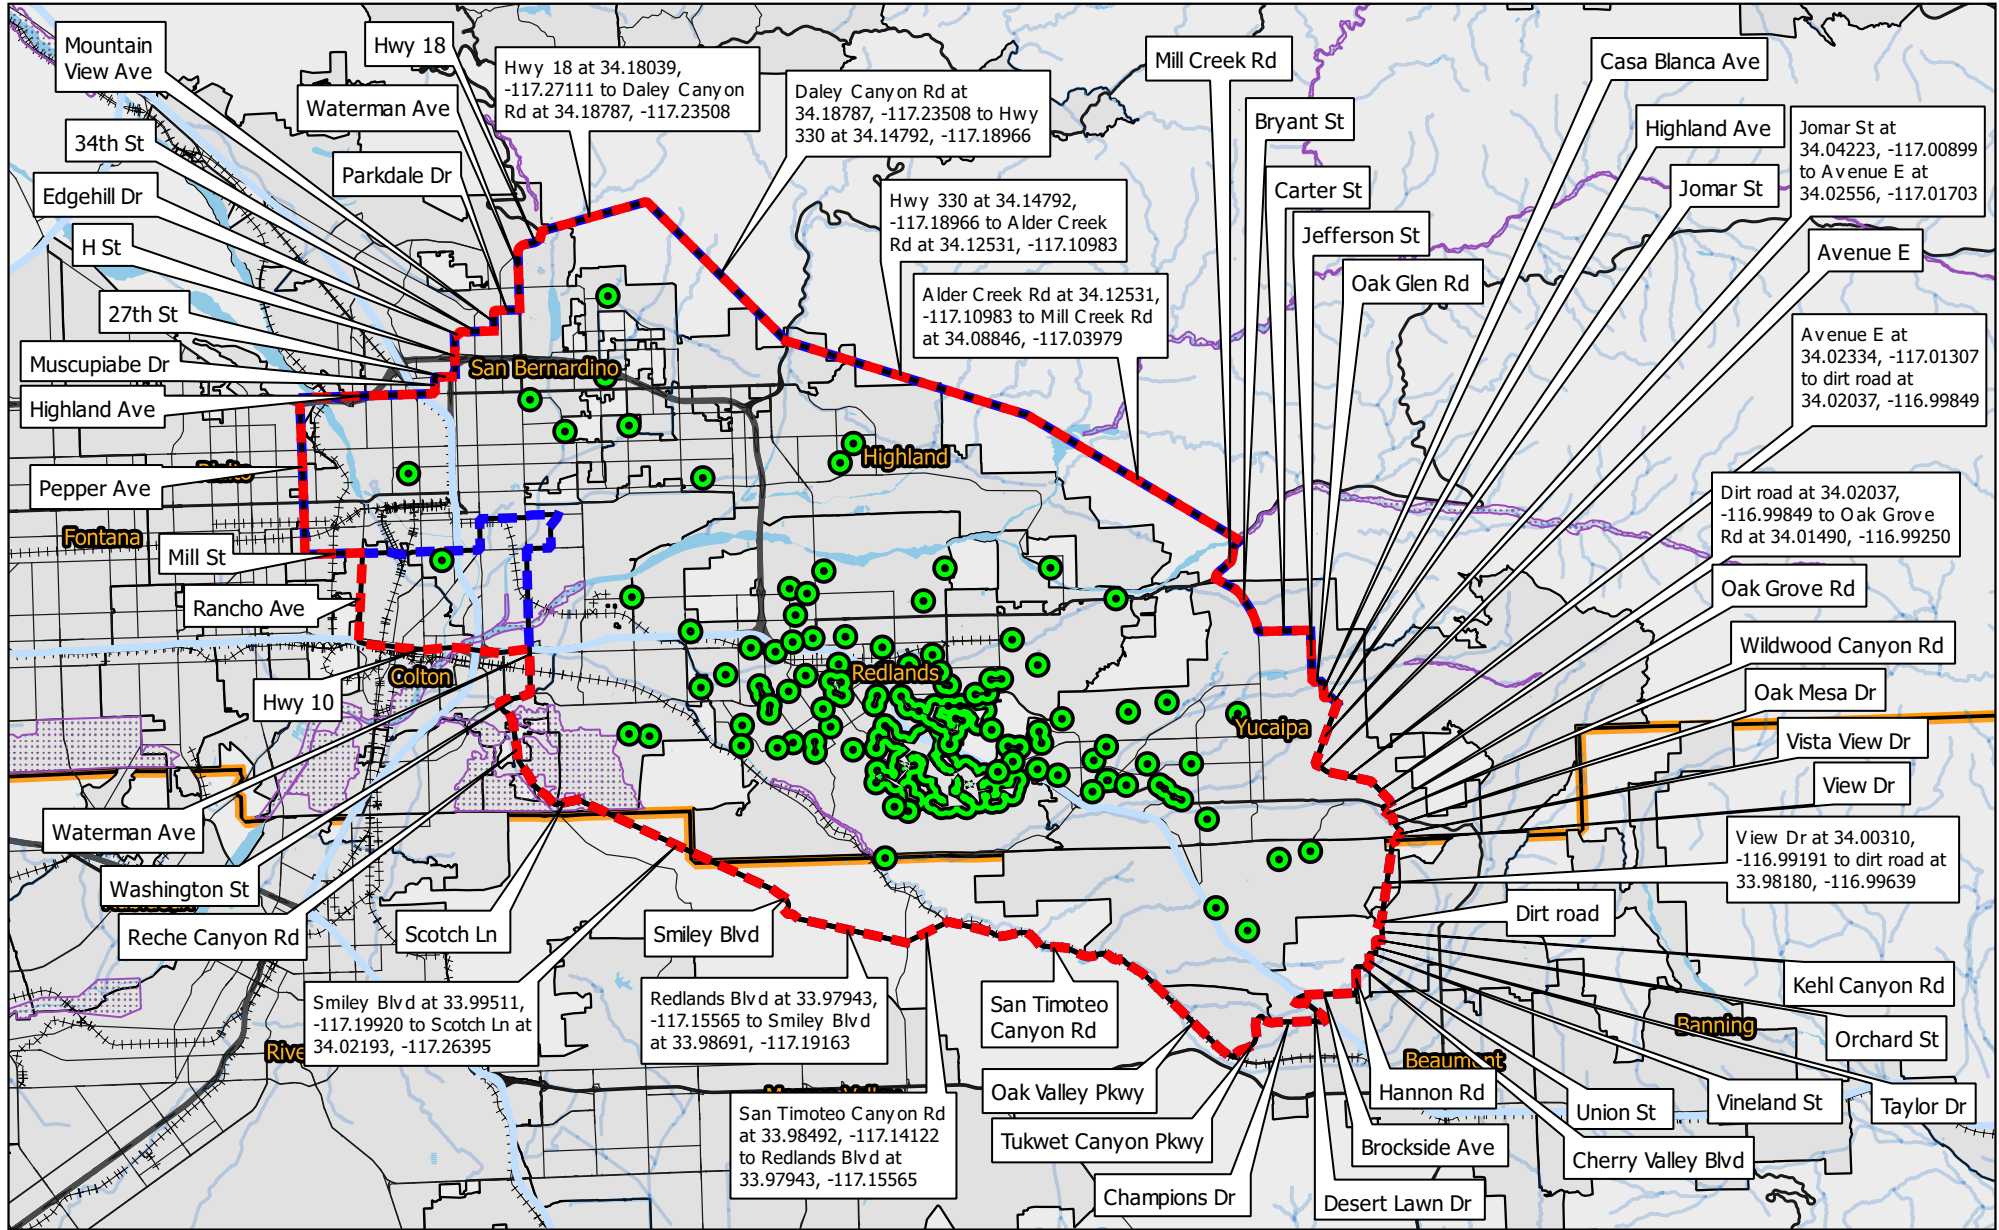 Mountain
View Ave
Hwy 18
Waterman Ave
34th St
Parkdale Dr
Edgehill Dr
H St
27th St
Muscupiabe Dr
Highland Ave
Pepper Ave
Mill St
Rancho Ave
Hwy 10
Hwy 18 at 34.18039,
-117.27111 to Daley Canyon
Rd at 34.18787, -117.23508
Daley Canyon Rd at
34.18787, -117.23508 to Hwy
330 at 34.14792, -117.18966
Hwy 330 at 34.14792,
-117.18966 to Alder Creek
Rd at 34.12531, -117.10983
Alder Creek Rd at 34.12531,
-117.10983 to Mill Creek Rd
at 34.08846, -117.03979
Mill Creek Rd
Bryant St
Carter St
Jefferson St
Oak Glen Rd
Casa Blanca Ave
Highland Ave
Jomar St
Jomar St at
34.04223, -117.00899
to Avenue E at
34.02556, -117.01703
Avenue E
Avenue E at
34.02334, -117.01307
to dirt road at
34.02037, -116.99849
Dirt road at 34.02037,
-116.99849 to Oak Grove
Rd at 34.01490, -116.99250
Oak Grove Rd
Wildwood Canyon Rd
Oak Mesa Dr
Vista View Dr
View Dr
View Dr at 34.00310,
-116.99191 to dirt road at
33.98180, -116.99639
Dirt road
Kehl Canyon Rd
Orchard St
Taylor Dr
Vineland St
Union St
Cherry Valley Blvd
Hannon Rd
Brockside Ave
Desert Lawn Dr
Champions Dr
Tukwet Canyon Pkwy
Oak Valley Pkwy
San Timoteo
Canyon Rd
San Timoteo Canyon Rd
at 33.98492, -117.14122
to Redlands Blvd at
33.97943, -117.15565
Redlands Blvd at 33.97943,
-117.15565 to Smiley Blvd
at 33.98691, -117.19163
Smiley Blvd
Smiley Blvd at 33.99511,
-117.19920 to Scotch Ln at
34.02193, -117.26395
Scotch Ln
Reche Canyon Rd
Washington St
Waterman Ave
San Bernardino
Highland
Fontana
Colton
Redlands
Yucaipa
Banning
Beaumont